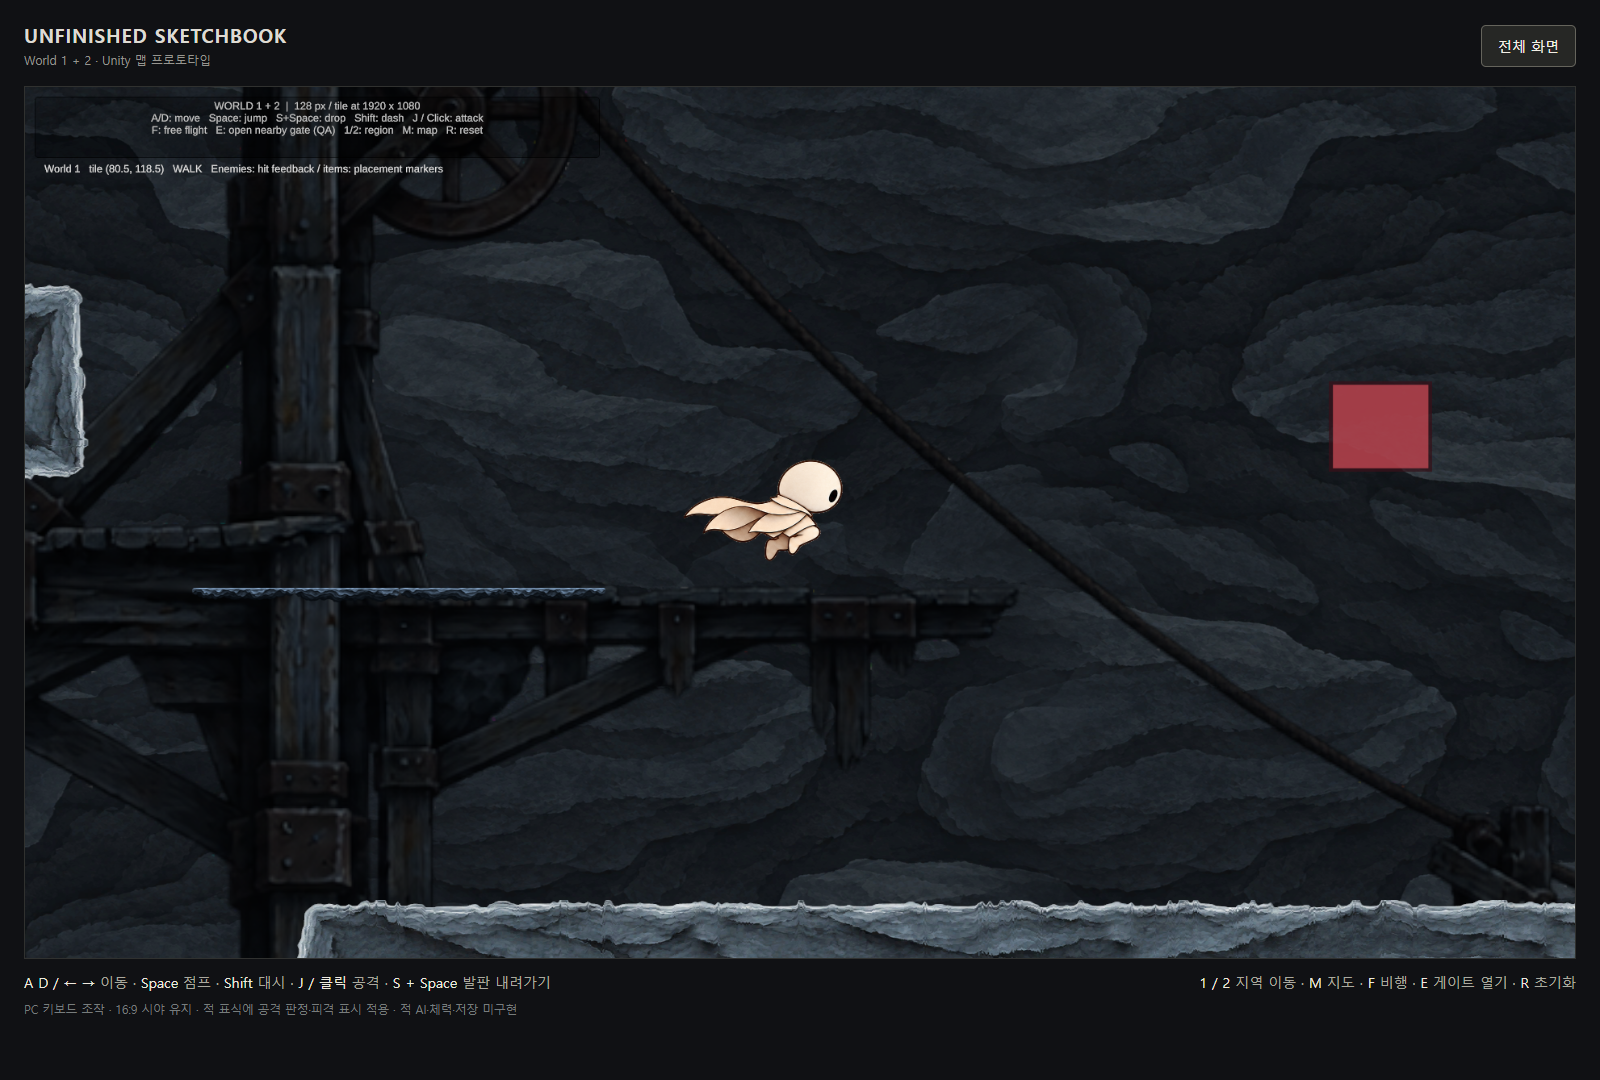 UNFINISHED SKETCHBOOK
World 1 + 2 · Unity 맵 프로토타입
전체 화면
WORLD 1 + 2 | 128 px / tile at 1920 x 1080
A/D: move Space: jump S+Space: drop Shift: dash J / Click: attack
F: free flight E: open nearby gate (QA) 1/2: region M: map R: reset
World 1 tile (80.5, 118.5) WALK Enemies: hit feedback / items: placement markers
A D / ← → 이동 · Space 점프 · Shift 대시 · J / 클릭 공격 · S + Space 발판 내려가기
1 / 2 지역 이동 · M 지도 · F 비행 · E 게이트 열기 · R 초기화
PC 키보드 조작 · 16:9 시야 유지 · 적 표식에 공격 판정·피격 표시 적용 · 적 AI·체력·저장 미구현